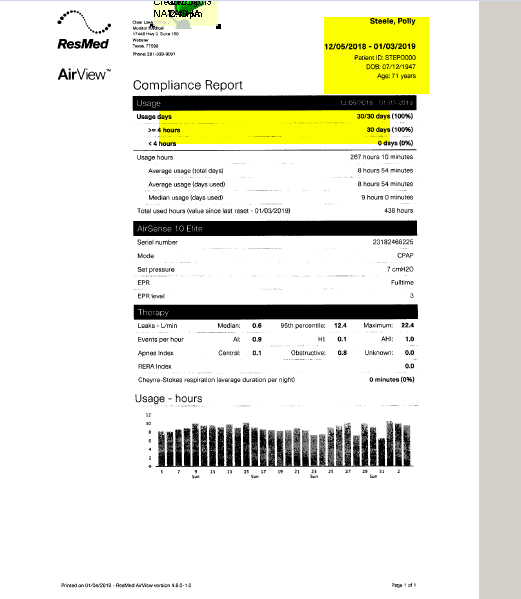 ResMed
AirView™
Monitor Medical
17448 Hwy 3, Suite 150
Webster
Texas, 77598
Phone: 281-338-9091
Steele, Polly
12/05/2018 - 01/03/2019
Patient ID: STEPO000
DOB: 07/12/1947
Age: 71 years
Compliance Report
Usage 12/05/2018 - 01/03/2019
Usage days 30/30 days (100%)
>= 4 hours 30 days (100%)
< 4 hours 0 days (0%)
Usage hours 267 hours 10 minutes
Average usage (total days) 8 hours 54 minutes
Average usage (days used) 8 hours 54 minutes
Median usage (days used) 9 hours 0 minutes
Total used hours (value since last reset - 01/03/2019) 438 hours
AirSense 10 Elite
Serial number 23182466225
Mode CPAP
Set pressure 7 cmH2O
EPR Fulltime
EPR level 3
Therapy
Leaks - L/min Median: 0.6 95th percentile: 12.4 Maximum: 22.4
Events per hour AI: 0.9 HI: 0.1 AHI: 1.0
Apnea Index Central: 0.1 Obstructive: 0.8 Unknown: 0.0
RERA Index 0.0
Cheyne-Stokes respiration (average duration per night) 0 minutes (0%)
Usage - hours
12
10
8
6
4
2
0
5 7 9 11 13 15 17 19 21 23 25 27 29 31 2
Sun Sun Sun Sun
Printed on 01/04/2019 - ResMed AirView version 4.9.0-1.0 Page 1 of 1